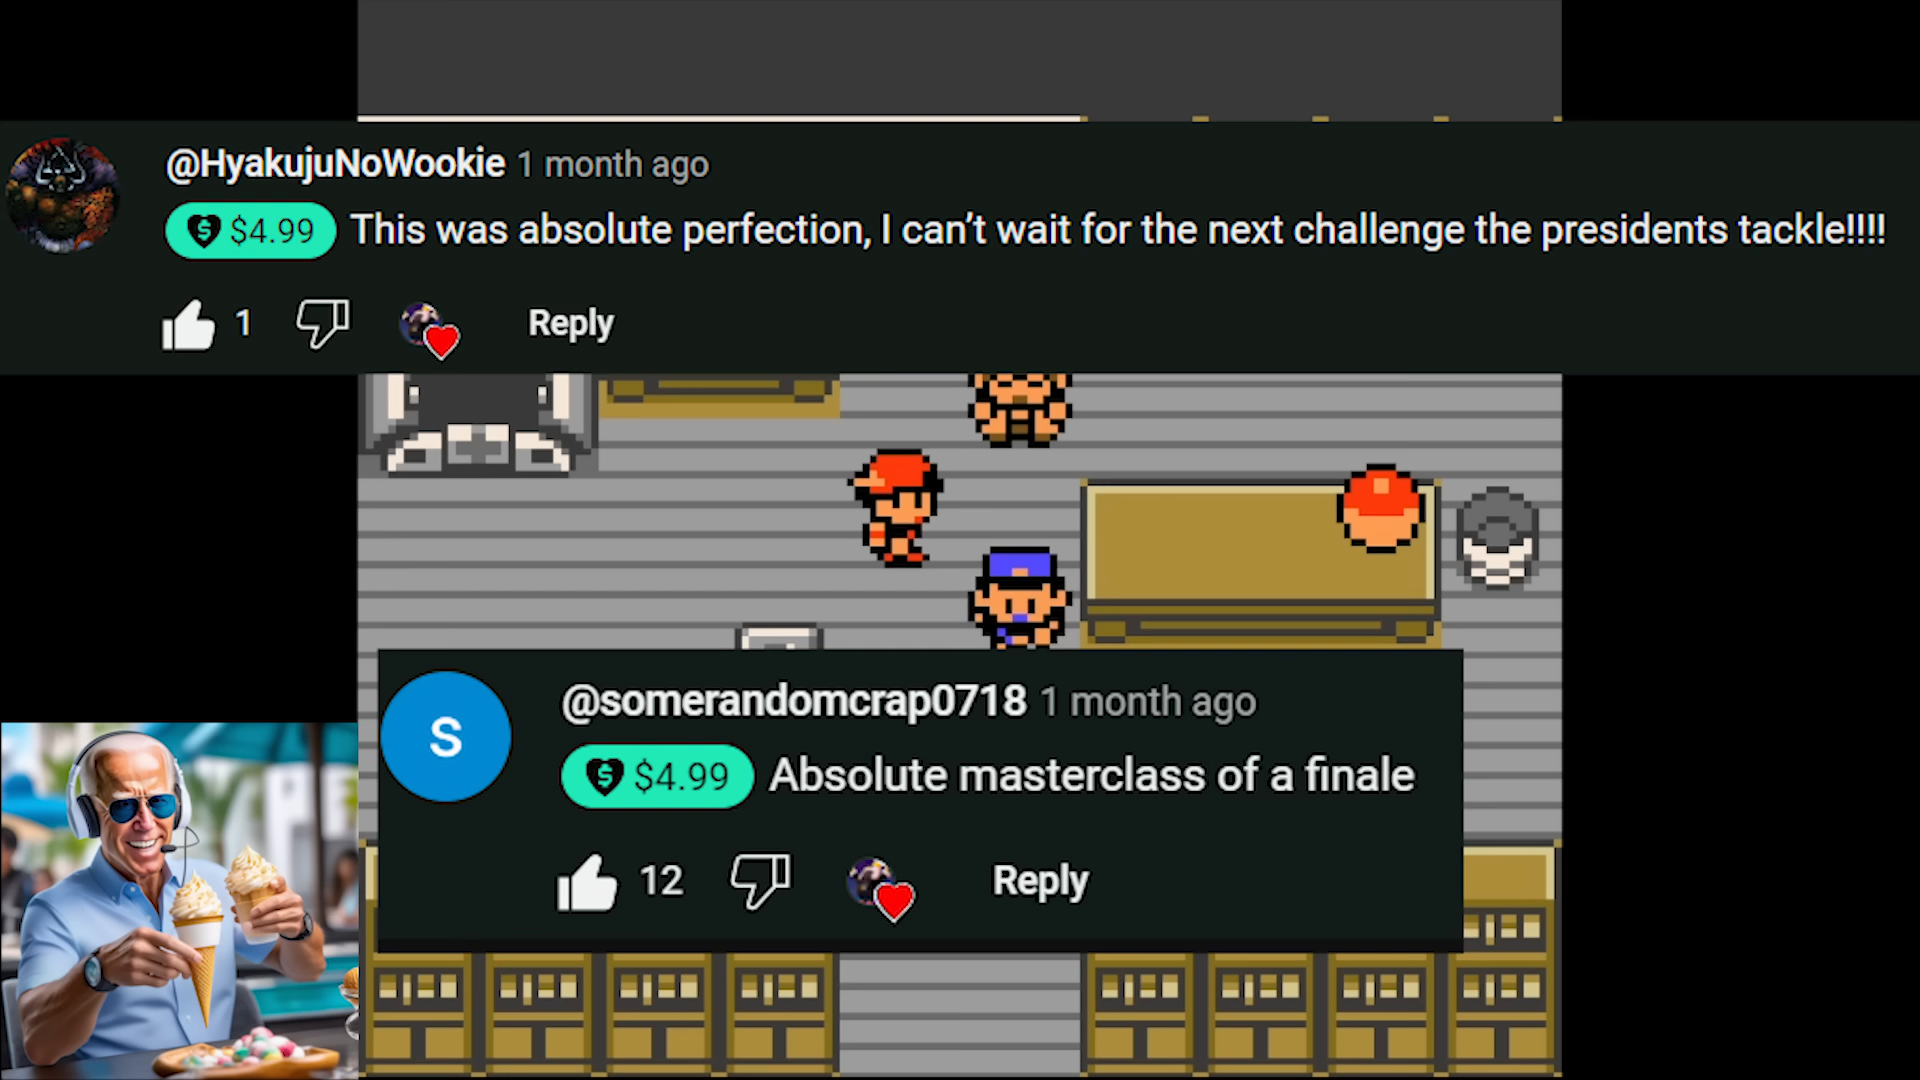 @HyakujuNoWookie 1 month ago
$4.99 This was absolute perfection, I can’t wait for the next challenge the presidents tackle!!!!
1 Reply
S
@somerandomcrap0718 1 month ago
$4.99 Absolute masterclass of a finale
12 Reply